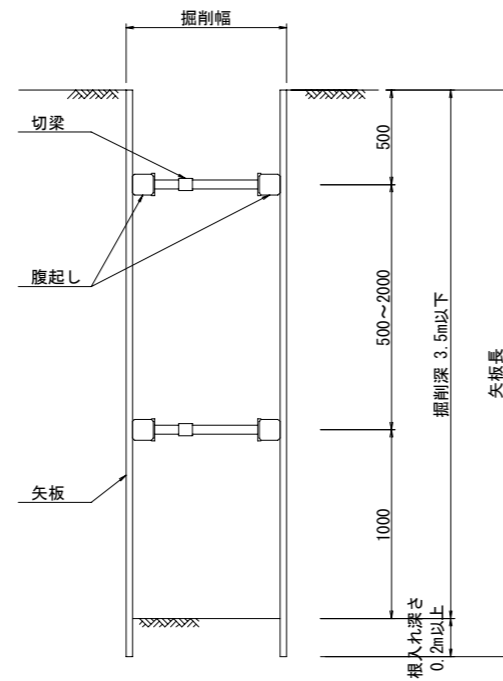 掘削幅
切梁
500
腹起し
500～2000
掘削深 3.5m以下
矢板長
矢板
1000
根入れ深さ
0.2m以上